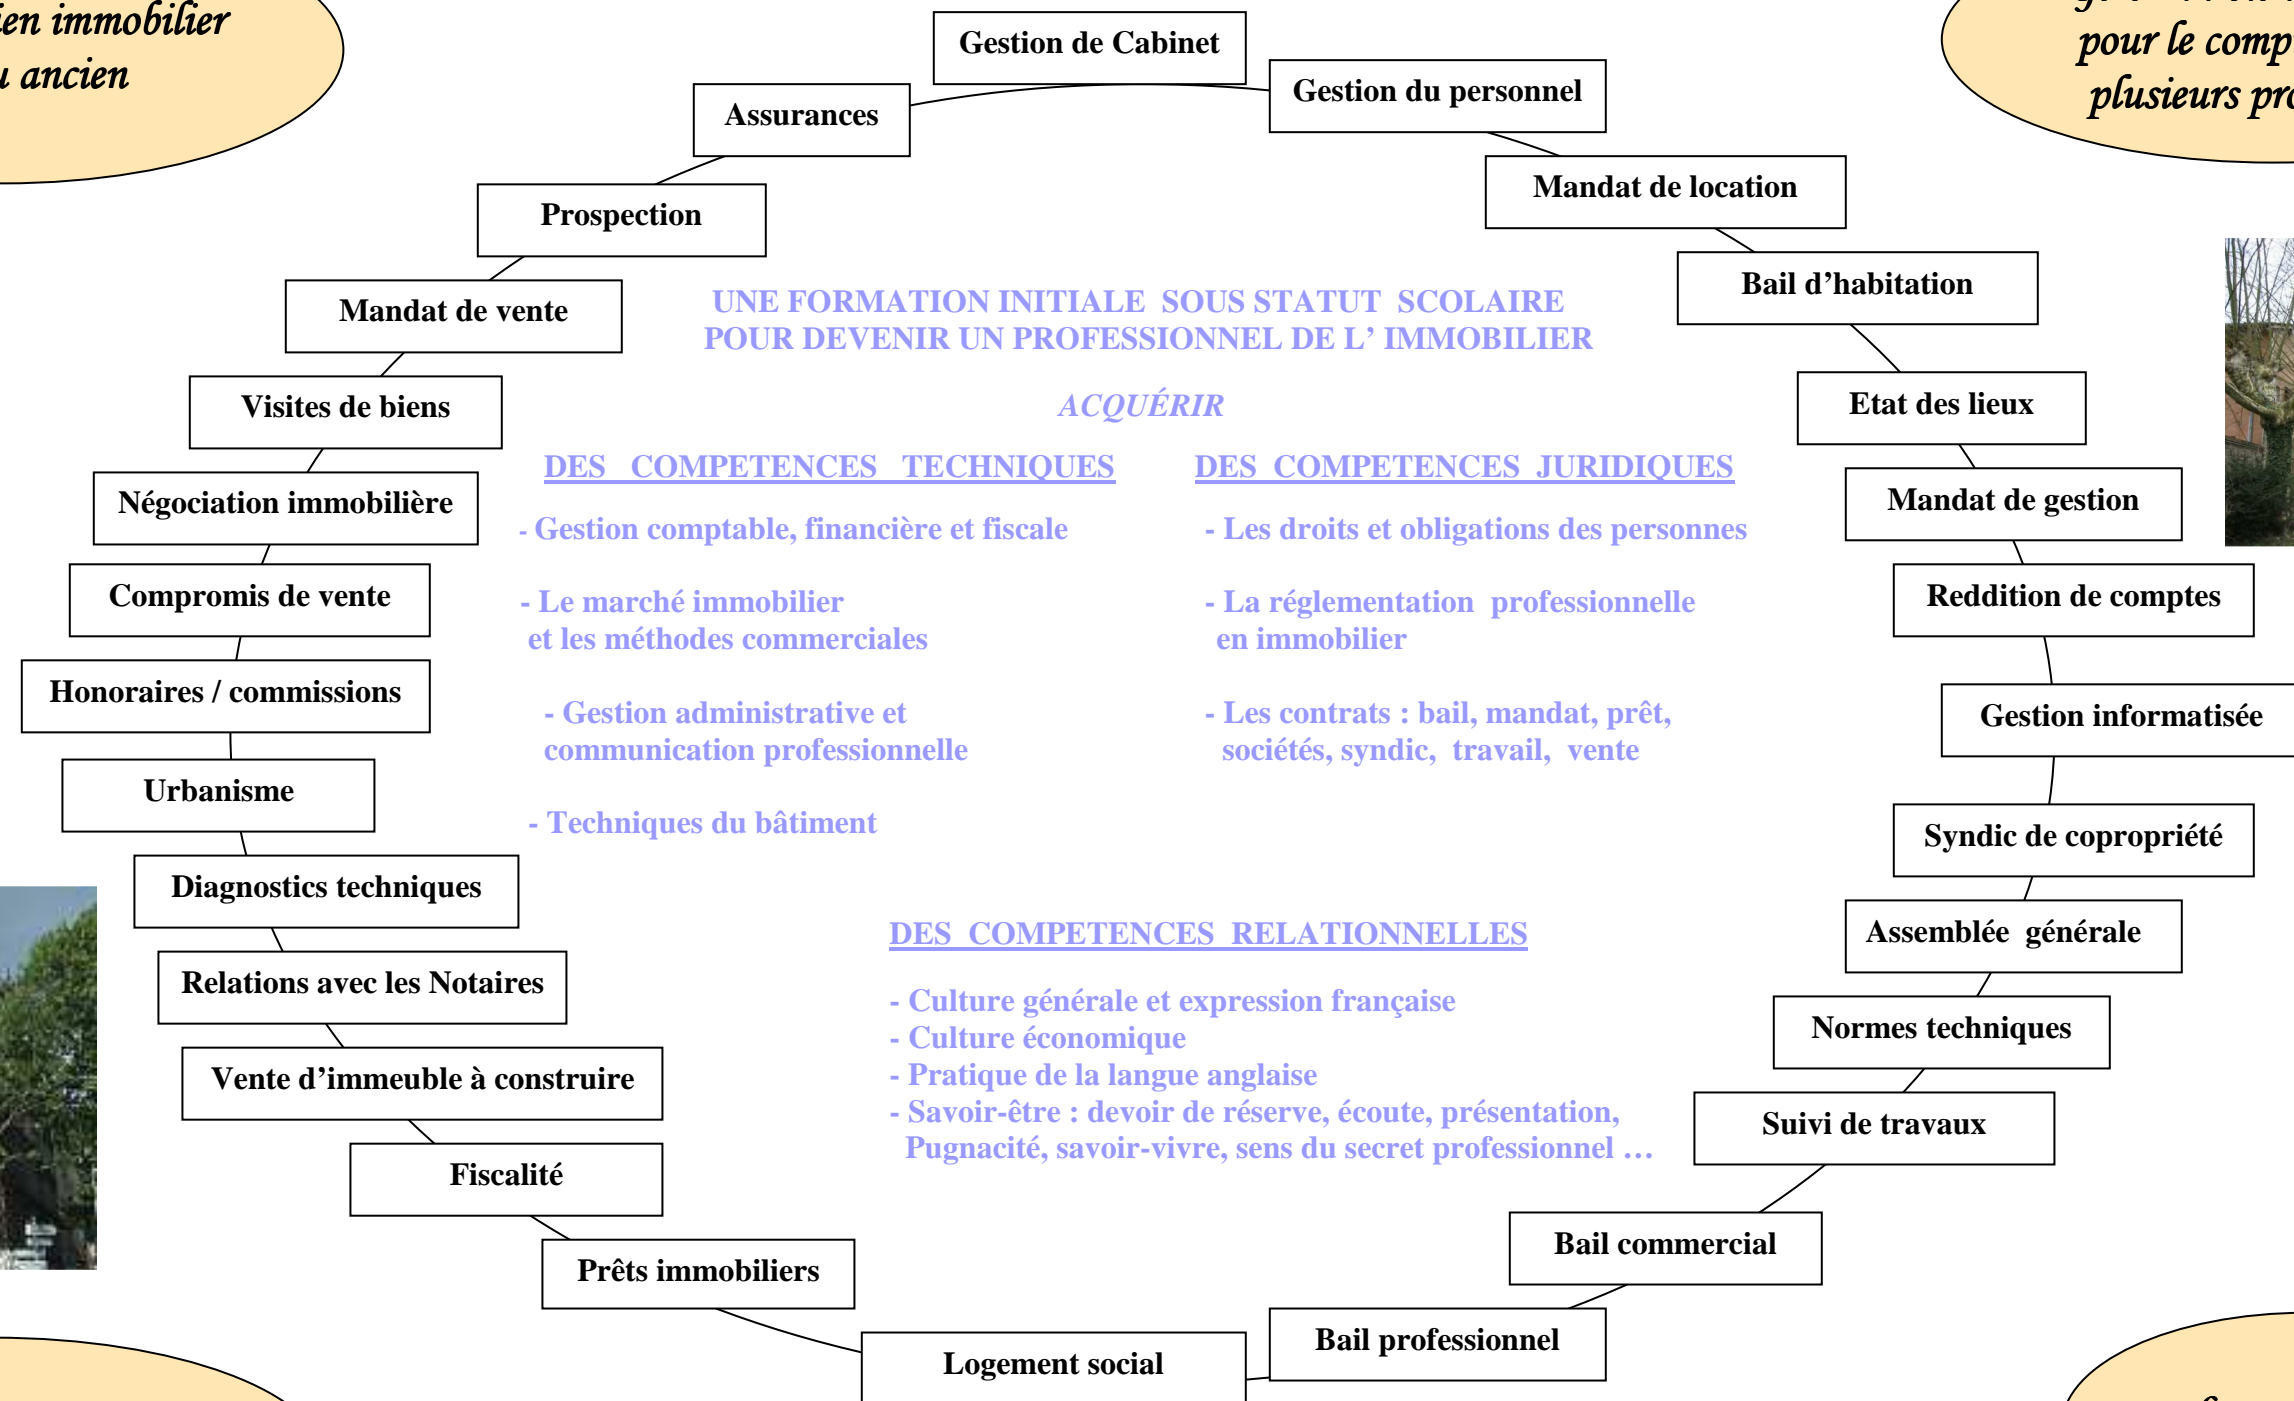 immobilier
ancien
pour le
plusieurs
Gestion de Cabinet
Gestion du personnel
Assurances
Mandat de location
Prospection
Bail d’habitation
Mandat de vente
UNE FORMATION INITIALE SOUS STATUT SCOLAIRE
POUR DEVENIR UN PROFESSIONNEL DE L’ IMMOBILIER
Visites de biens
ACQUÉRIR
Etat des lieux
DES COMPETENCES TECHNIQUES
- Gestion comptable, financière et fiscale
- Le marché immobilier
et les méthodes commerciales
- Gestion administrative et
communication professionnelle
- Techniques du bâtiment
DES COMPETENCES JURIDIQUES
- Les droits et obligations des personnes
- La réglementation professionnelle
en immobilier
- Les contrats : bail, mandat, prêt,
sociétés, syndic, travail, vente
Négociation immobilière
Mandat de gestion
Compromis de vente
Reddition de comptes
Honoraires / commissions
Gestion informatisée
Urbanisme
Syndic de copropriété
Diagnostics techniques
Assemblée générale
DES COMPETENCES RELATIONNELLES
- Culture générale et expression française
- Culture économique
- Pratique de la langue anglaise
- Savoir-être : devoir de réserve, écoute, présentation,
Pugnacité, savoir-vivre, sens du secret professionnel …
Relations avec les Notaires
Normes techniques
Vente d’immeuble à construire
Suivi de travaux
Fiscalité
Bail commercial
Prêts immobiliers
Bail professionnel
Logement social